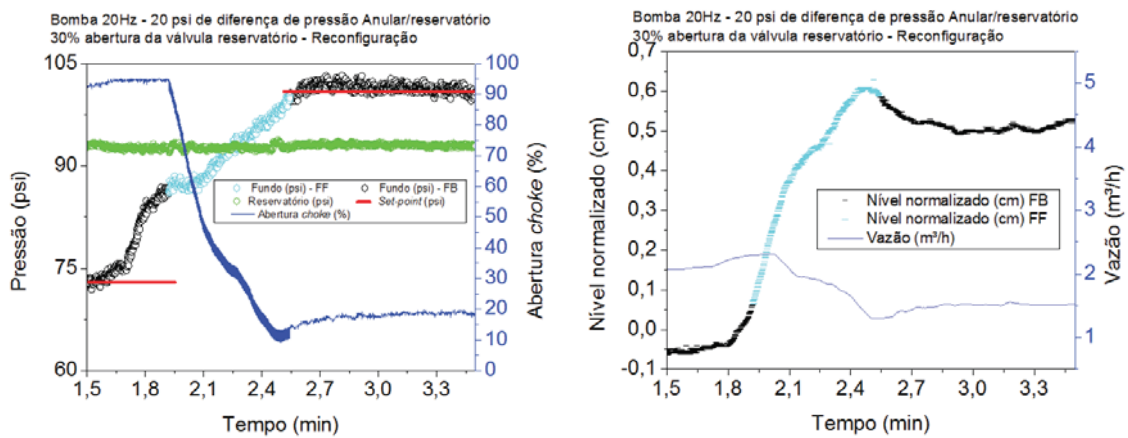 Bomba 20Hz - 20 psi de diferença de pressão Anular/reservatório
30% abertura da válvula reservatório - Reconfiguração
Pressão (psi)
105
90
75
60
Fundo (psi) - FF
Fundo (psi) - FB
Reservatório (psi)
Set-point (psi)
Abertura choke (%)
100
95
90
80
70
60
50
40
30
20
10
0
Abertura choke (%)
1,5
1,8
2,1
2,4
2,7
3,0
3,3
Tempo (min)
Bomba 20Hz - 20 psi de diferença de pressão Anular/reservatório
30% abertura da válvula reservatório - Reconfiguração
Nível normalizado (cm)
0,7
0,6
0,5
0,4
0,3
0,2
0,1
0,0
-0,1
Nível normalizado (cm) FB
Nível normalizado (cm) FF
Vazão (m³/h)
5
4
3
2
1
Vazão (m³/h)
1,5
1,8
2,1
2,4
2,7
3,0
3,3
Tempo (min)